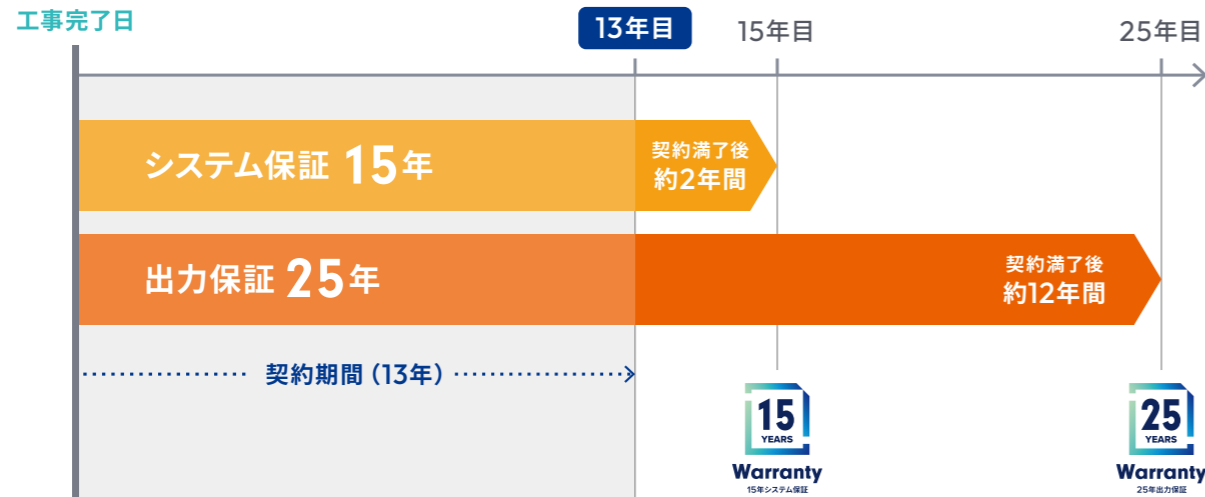 工事完了日
13年目
15年目
25年目
システム保証 15年
契約満了後
約2年間
出力保証 25年
契約満了後
約12年間
契約期間(13年)
15
YEARS
Warranty
15年システム保証
25
YEARS
Warranty
25年出力保証